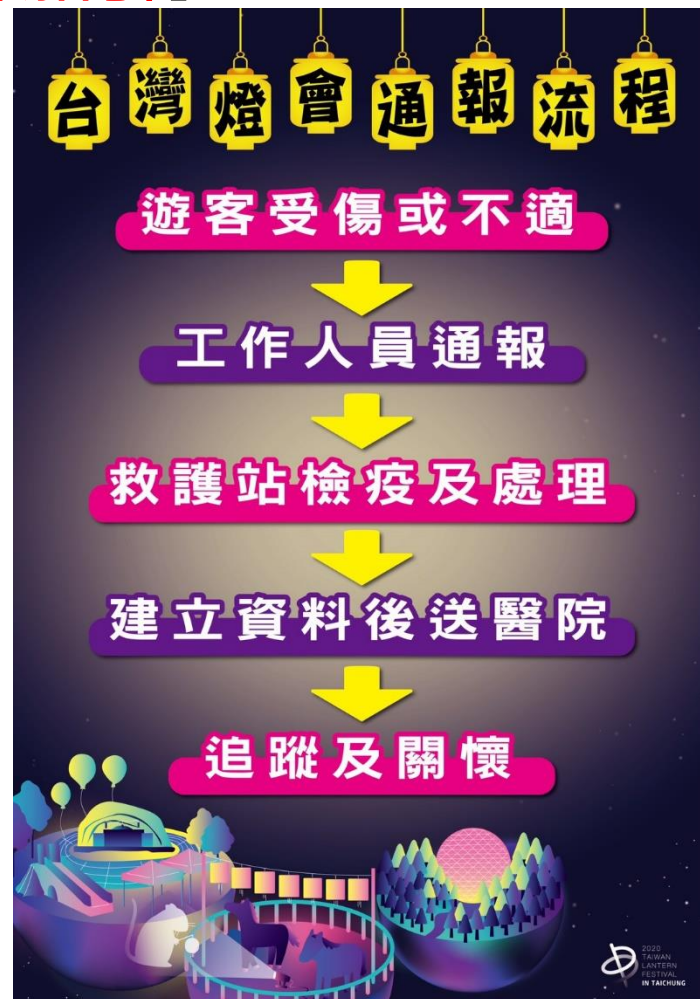 台灣燈會通報流程
遊客受傷或不適
工作人員通報
救護站檢疫及處理
建立資料後送醫院
追蹤及關懷
2020
TAIWAN
LANTERN
FESTIVAL
IN TAICHUNG